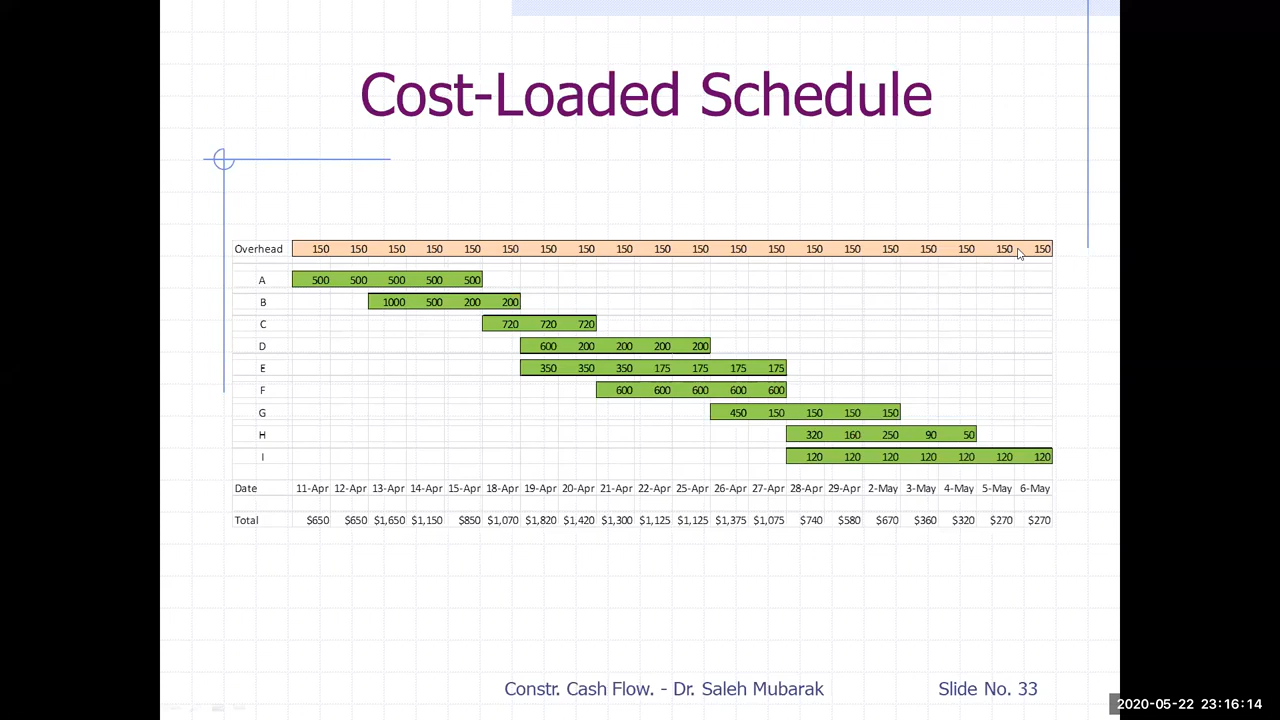 Cost-Loaded Schedule
Overhead 150 150 150 150 150 150 150 150 150 150 150 150 150 150 150 150 150 150 150 150
A 500 500 500 500 500
B 1000 500 200 200
C 720 720 720
D 600 200 200 200 200
E 350 350 350 175 175 175 175
F 600 600 600 600 600
G 450 150 150 150 150
H 320 160 250 90 50
I 120 120 120 120 120 120 120
Date 11-Apr 12-Apr 13-Apr 14-Apr 15-Apr 18-Apr 19-Apr 20-Apr 21-Apr 22-Apr 25-Apr 26-Apr 27-Apr 28-Apr 29-Apr 2-May 3-May 4-May 5-May 6-May
Total $650 $650 $1,650 $1,150 $850 $1,070 $1,820 $1,420 $1,300 $1,125 $1,125 $1,375 $1,075 $740 $580 $670 $360 $320 $270 $270
Constr. Cash Flow. - Dr. Saleh Mubarak Slide No. 33
2020-05-22 23:16:14